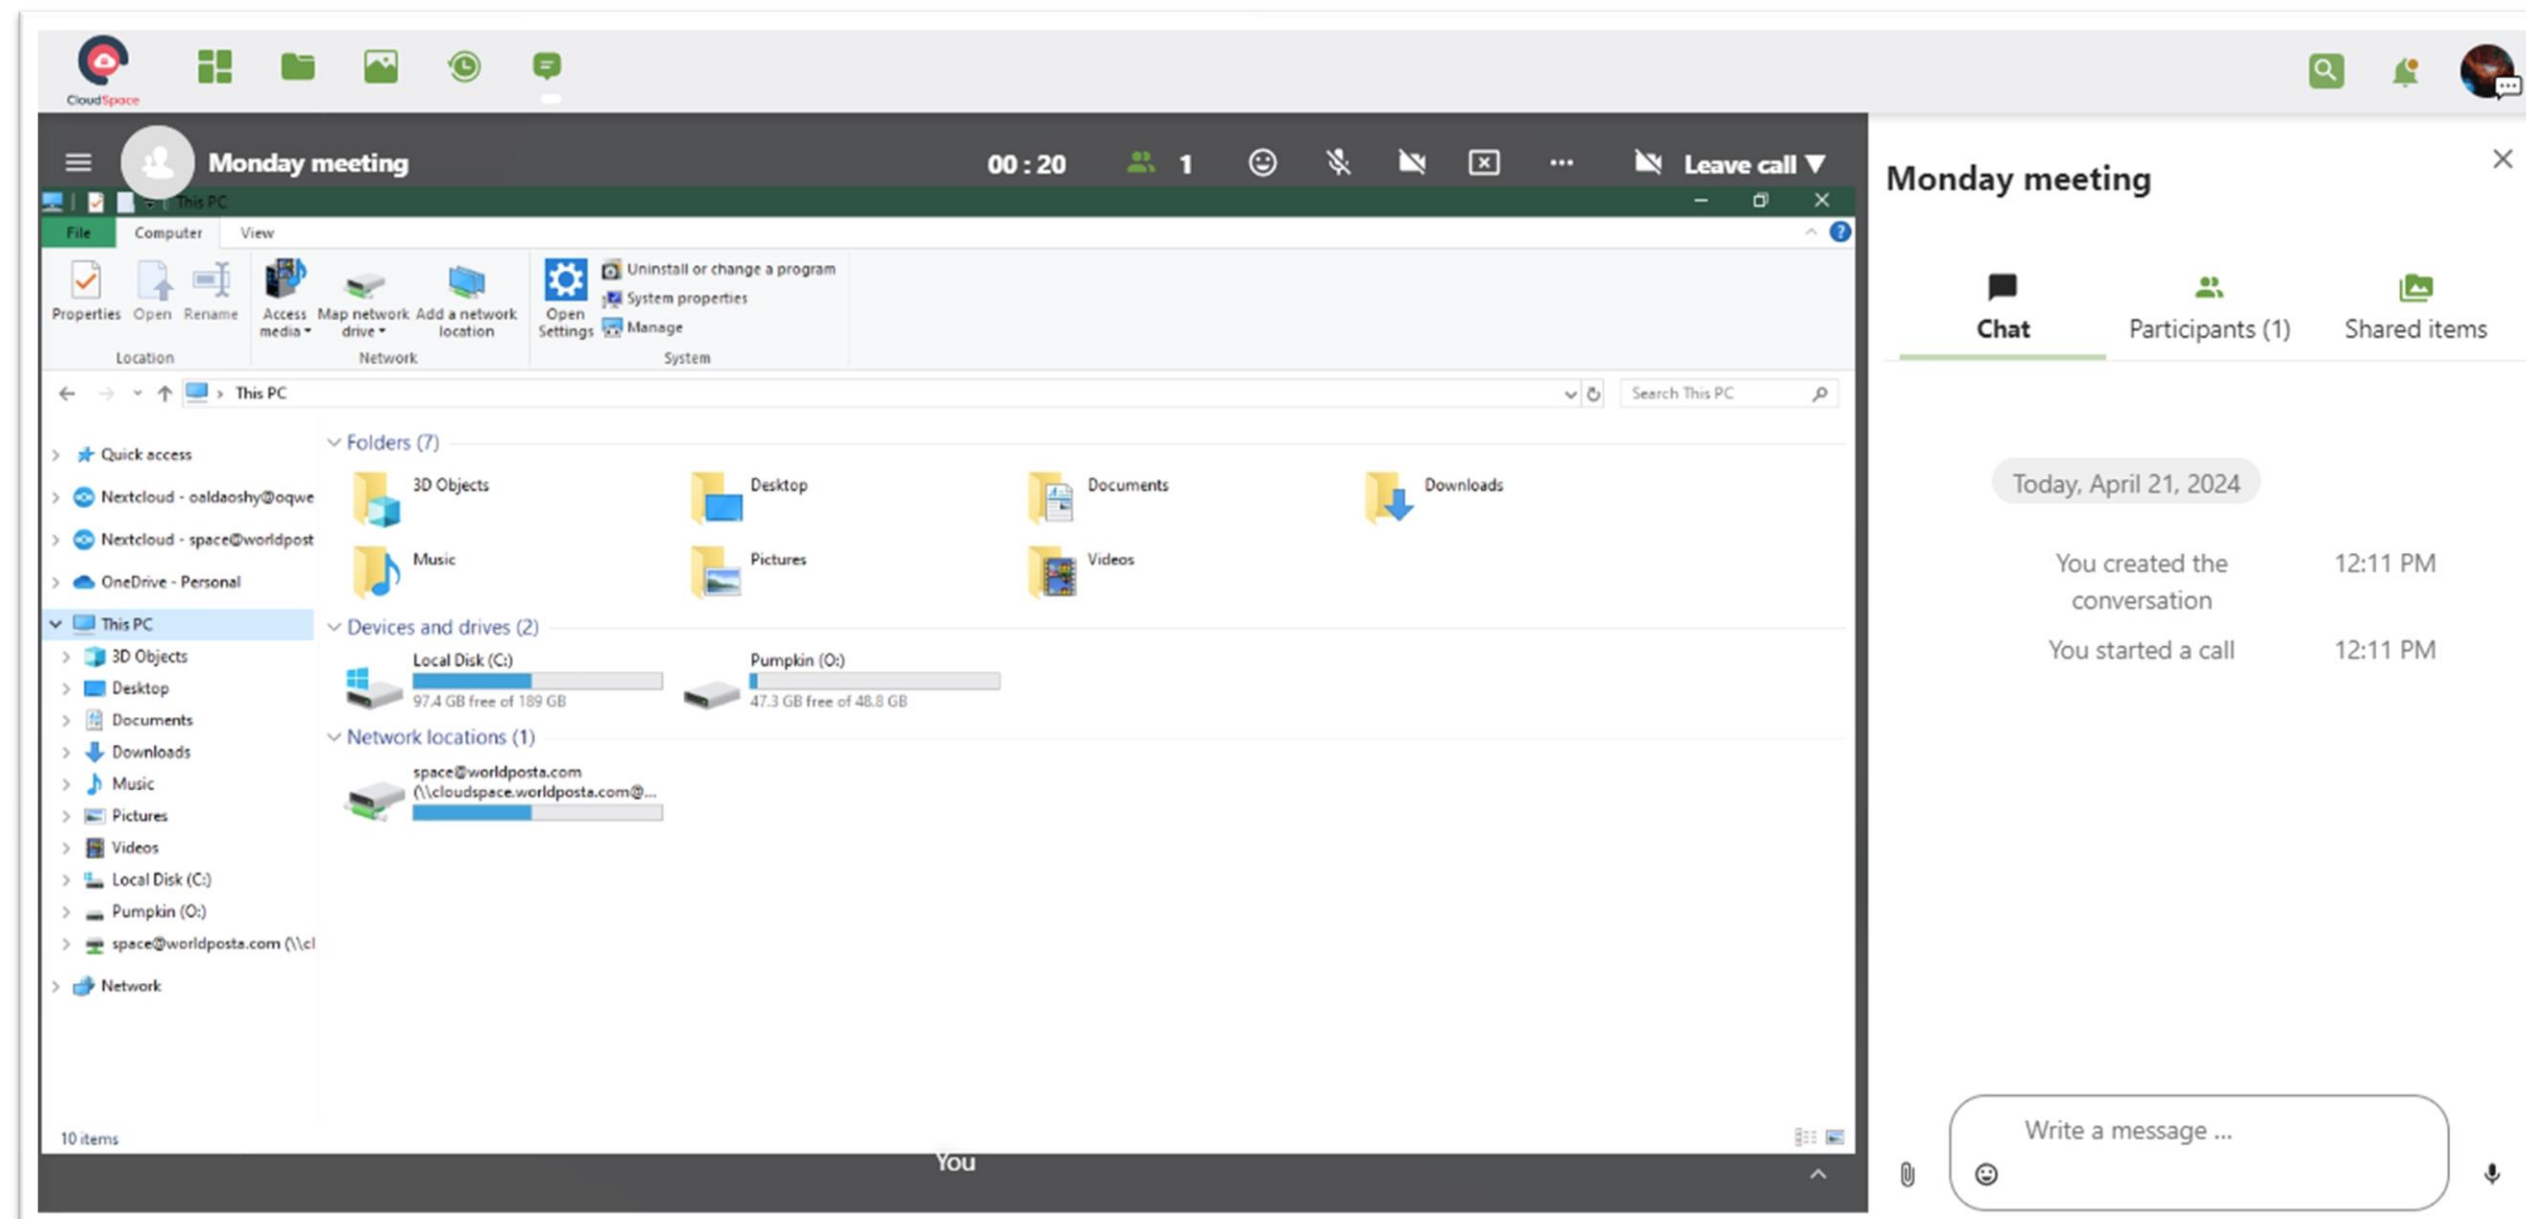 CloudSpace
Monday meeting
00 : 20
1
Leave call
This PC
File
Computer
View
Properties
Open
Rename
Access media
Map network drive
Add a network location
Open Settings
Uninstall or change a program
System properties
Manage
Location
Network
System
This PC
Search This PC
Quick access
Nextcloud - oaldaoshy@oqwe
Nextcloud - space@worldpost
OneDrive - Personal
This PC
3D Objects
Desktop
Documents
Downloads
Music
Pictures
Videos
Local Disk (C:)
Pumpkin (O:)
space@worldposta.com (\\cl
Network
Folders (7)
3D Objects
Desktop
Documents
Downloads
Music
Pictures
Videos
Devices and drives (2)
Local Disk (C:)
97.4 GB free of 189 GB
Pumpkin (O:)
47.3 GB free of 48.8 GB
Network locations (1)
space@worldposta.com
(\\cloudspace.worldposta.com@...
10 items
You
Monday meeting
Chat
Participants (1)
Shared items
Today, April 21, 2024
You created the
conversation
12:11 PM
You started a call
12:11 PM
Write a message ...